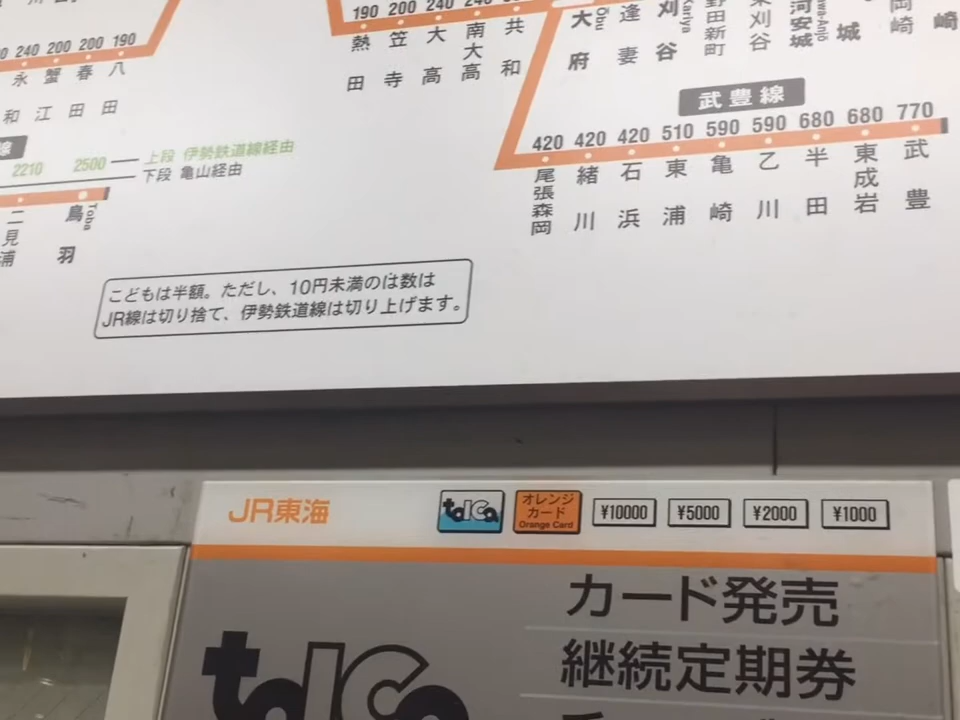 190 200 240 240
熱田 笠寺 大高 南大高 共和
240 200 200 190
永和 蟹江 春田 八田
大府 逢妻 刈谷 野田新町 東刈谷
Obu Kariya
岡崎
武豊線
420 420 420 510 590 590 680 680 770
尾張森岡 緒川 石浜 東浦 亀崎 乙川 半田 東成岩 武豊
線
2210 2500 上段 伊勢鉄道線経由
下段 亀山経由
二見浦 鳥羽 Toba
こどもは半額。ただし、10円未満のは数は
JR線は切り捨て、伊勢鉄道線は切り上げます。
JR東海 toICa オレンジカード Orange Card ¥10000 ¥5000 ¥2000 ¥1000
カード発売
継続定期券
toICa